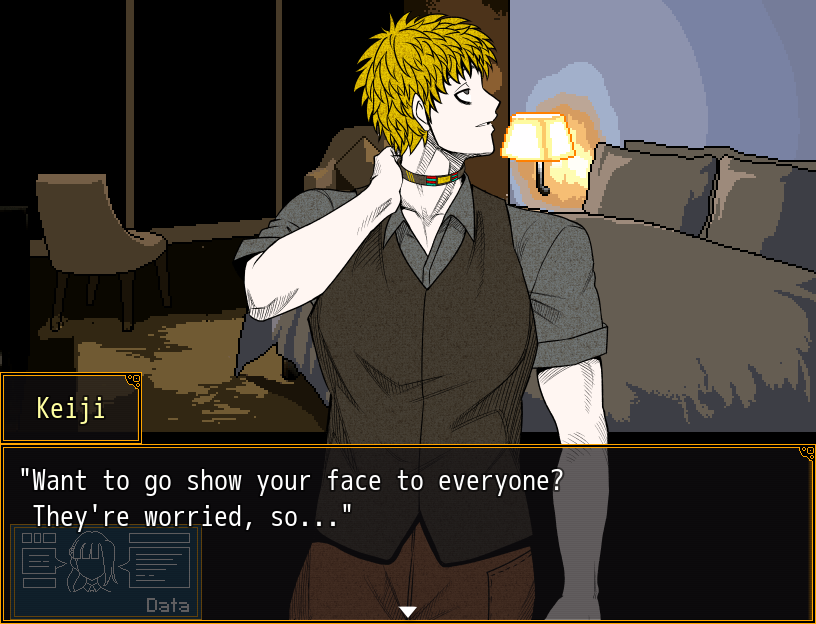 Keiji
"Want to go show your face to everyone?
They're worried, so..."
Data